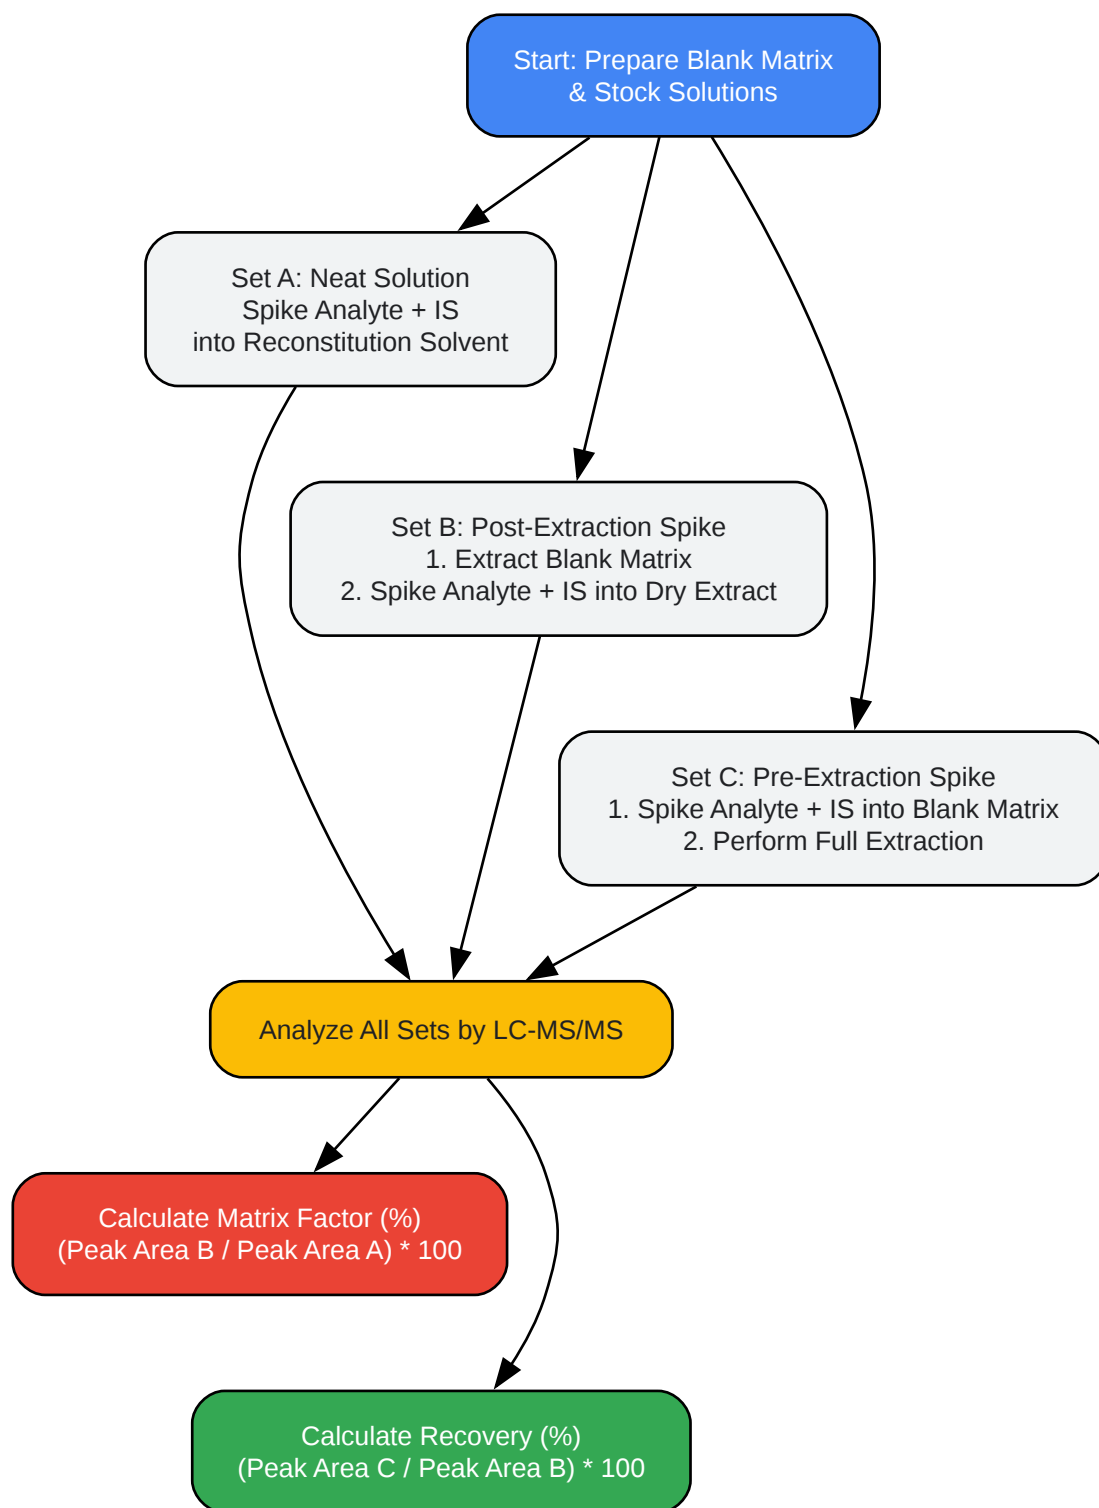 Start: Prepare Blank Matrix
& Stock Solutions
Set A: Neat Solution
Spike Analyte + IS
into Reconstitution Solvent
Set B: Post-Extraction Spike
1. Extract Blank Matrix
2. Spike Analyte + IS into Dry Extract
Set C: Pre-Extraction Spike
1. Spike Analyte + IS into Blank Matrix
2. Perform Full Extraction
Analyze All Sets by LC-MS/MS
Calculate Matrix Factor (%)
(Peak Area B / Peak Area A) * 100
Calculate Recovery (%)
(Peak Area C / Peak Area B) * 100